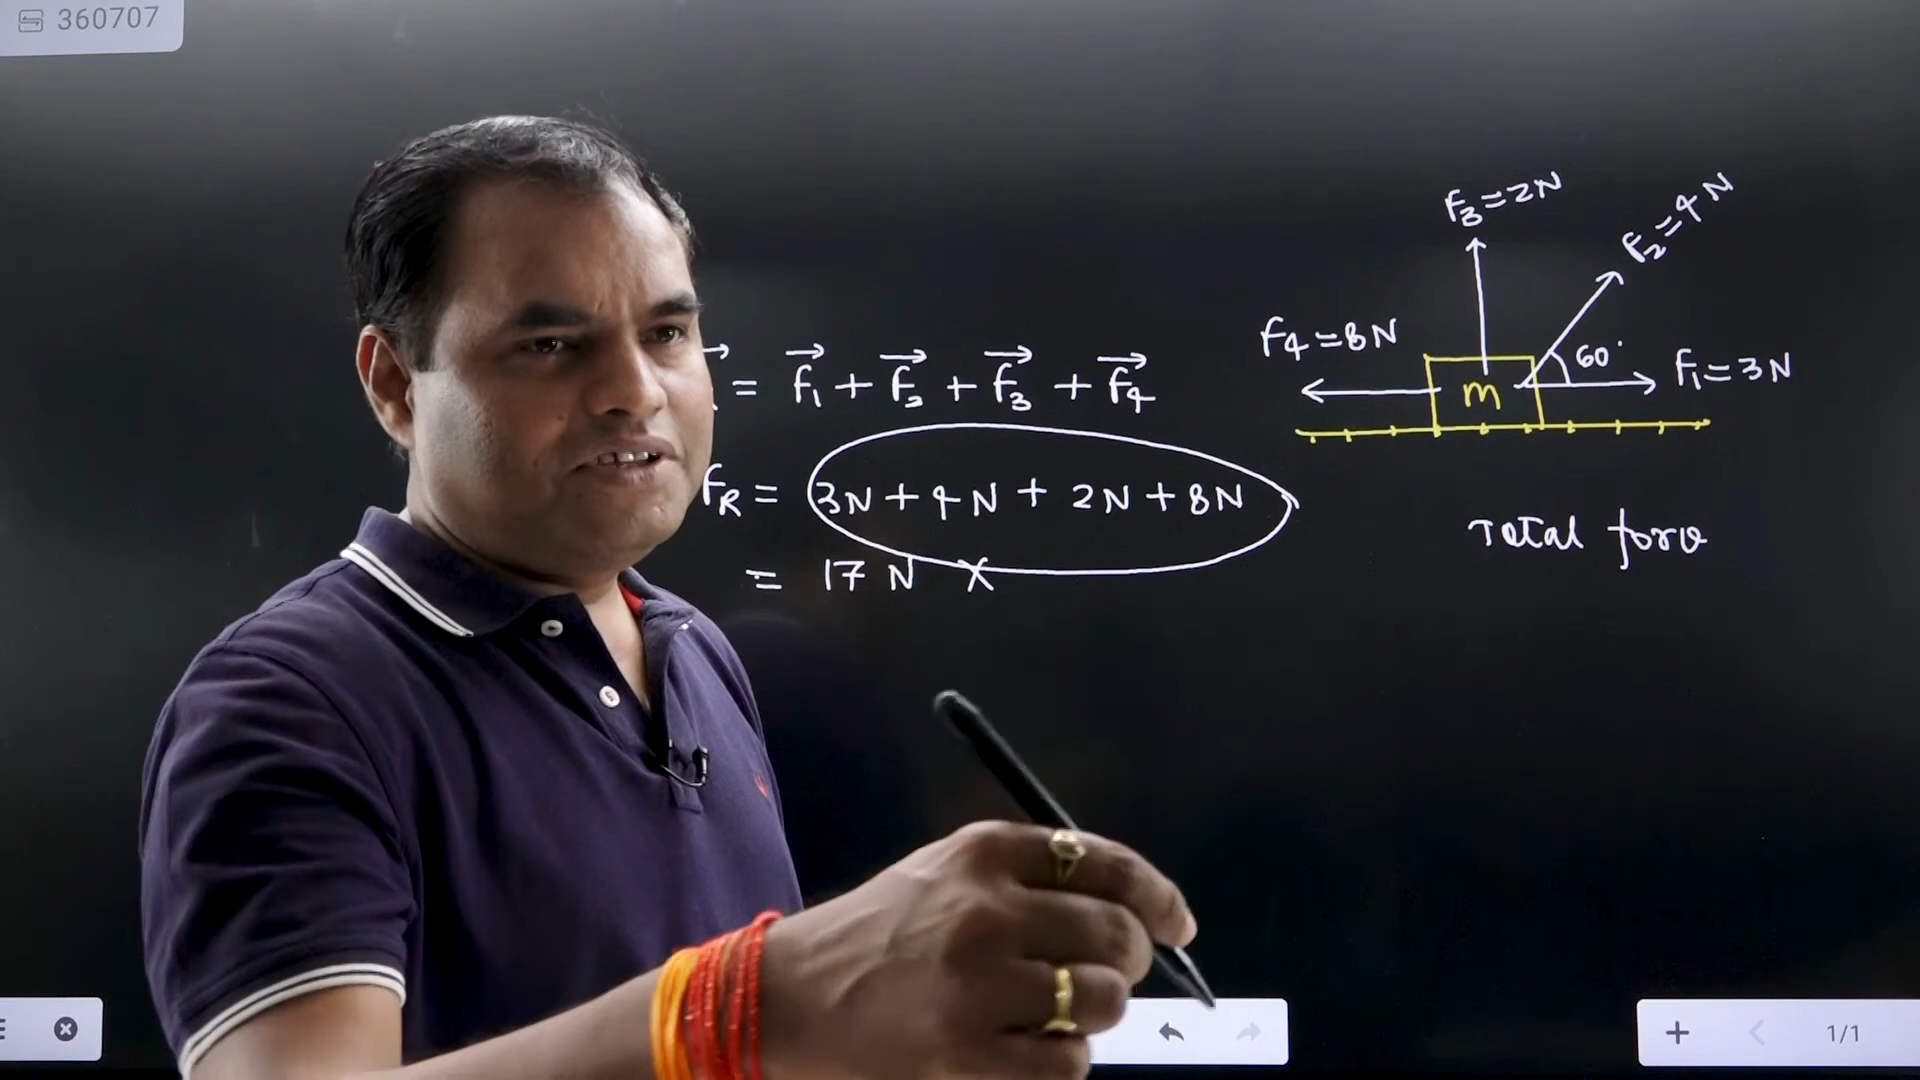 360707
F₃=2N
F₂=4N
F₄=8N
60°
F₁=3N
m
= F₁ + F₂ + F₃ + F₄
F_R = 3N + 4N + 2N + 8N
= 17 N X
Total force
1/1